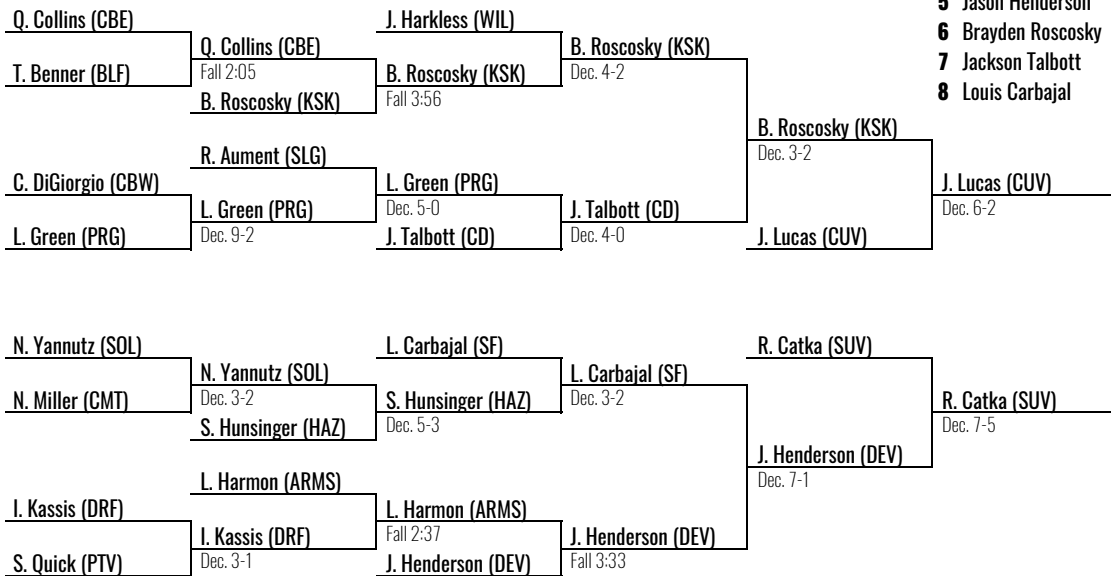 5 Jason Henderson
6 Brayden Roscosky
7 Jackson Talbott
8 Louis Carbajal
Q. Collins (CBE)
T. Benner (BLF)
Q. Collins (CBE)
Fall 2:05
B. Roscosky (KSK)
J. Harkless (WIL)
B. Roscosky (KSK)
Fall 3:56
B. Roscosky (KSK)
Dec. 4-2
C. DiGiorgio (CBW)
L. Green (PRG)
R. Aument (SLG)
L. Green (PRG)
Dec. 9-2
L. Green (PRG)
Dec. 5-0
J. Talbott (CD)
J. Talbott (CD)
Dec. 4-0
B. Roscosky (KSK)
Dec. 3-2
J. Lucas (CUV)
J. Lucas (CUV)
Dec. 6-2
N. Yannutz (SOL)
N. Miller (CMT)
N. Yannutz (SOL)
Dec. 3-2
S. Hunsinger (HAZ)
L. Carbajal (SF)
S. Hunsinger (HAZ)
Dec. 5-3
L. Carbajal (SF)
Dec. 3-2
I. Kassis (DRF)
S. Quick (PTV)
L. Harmon (ARMS)
I. Kassis (DRF)
Dec. 3-1
L. Harmon (ARMS)
Fall 2:37
J. Henderson (DEV)
J. Henderson (DEV)
Fall 3:33
R. Catka (SUV)
J. Henderson (DEV)
Dec. 7-1
R. Catka (SUV)
Dec. 7-5